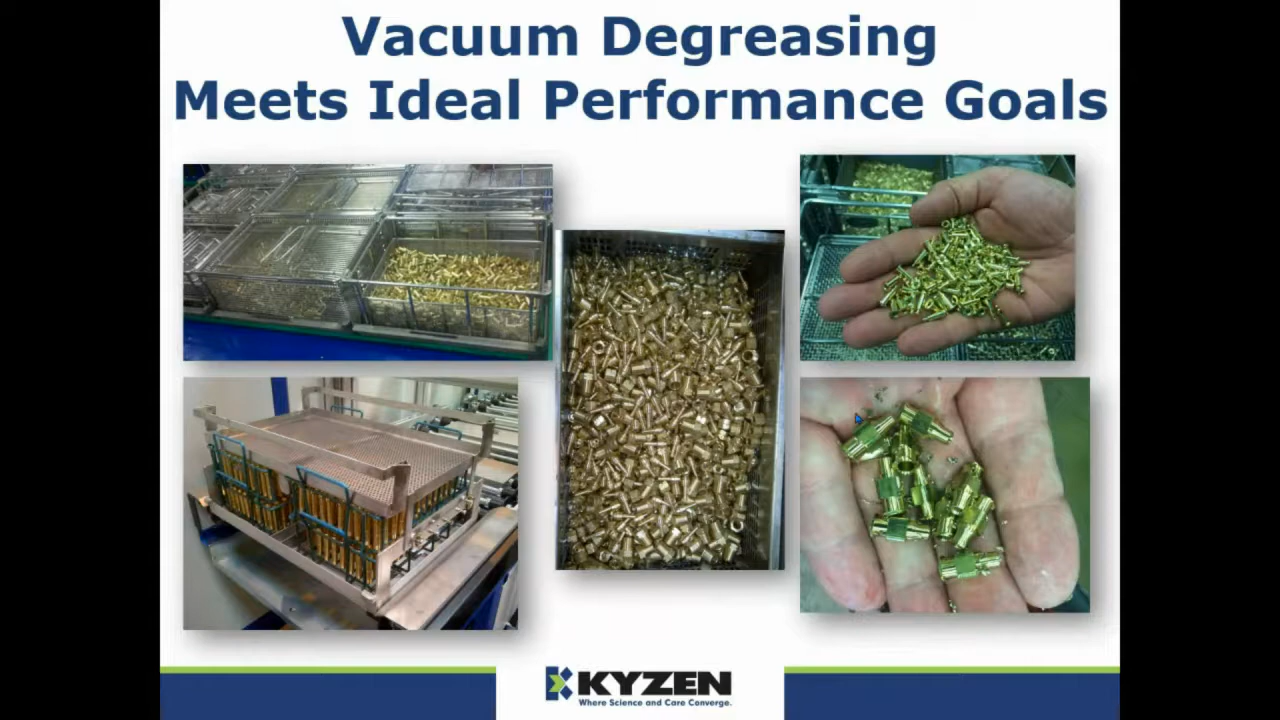 Vacuum Degreasing
Meets Ideal Performance Goals
KYZEN
Where Science and Care Converge.